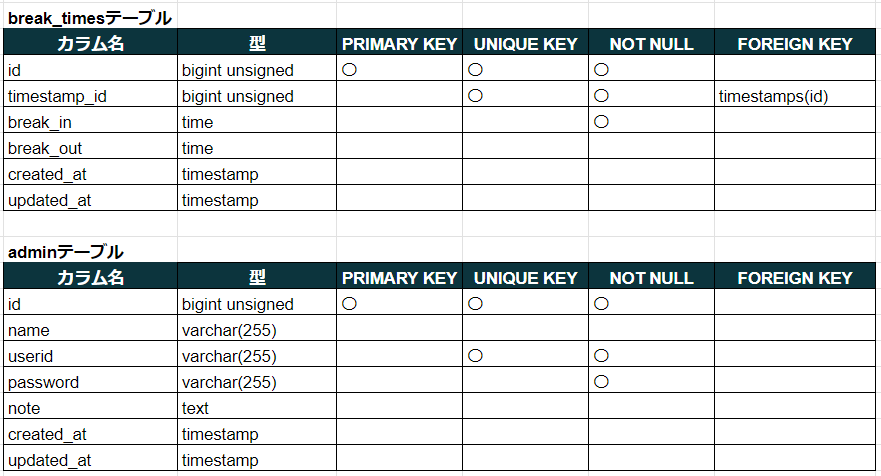 break_timesテーブル
カラム名 型 PRIMARY KEY UNIQUE KEY NOT NULL FOREIGN KEY
id bigint unsigned 〇 〇 〇
timestamp_id bigint unsigned 〇 〇 timestamps(id)
break_in time 〇
break_out time
created_at timestamp
updated_at timestamp
adminテーブル
カラム名 型 PRIMARY KEY UNIQUE KEY NOT NULL FOREIGN KEY
id bigint unsigned 〇 〇 〇
name varchar(255)
userid varchar(255) 〇 〇
password varchar(255) 〇
note text
created_at timestamp
updated_at timestamp